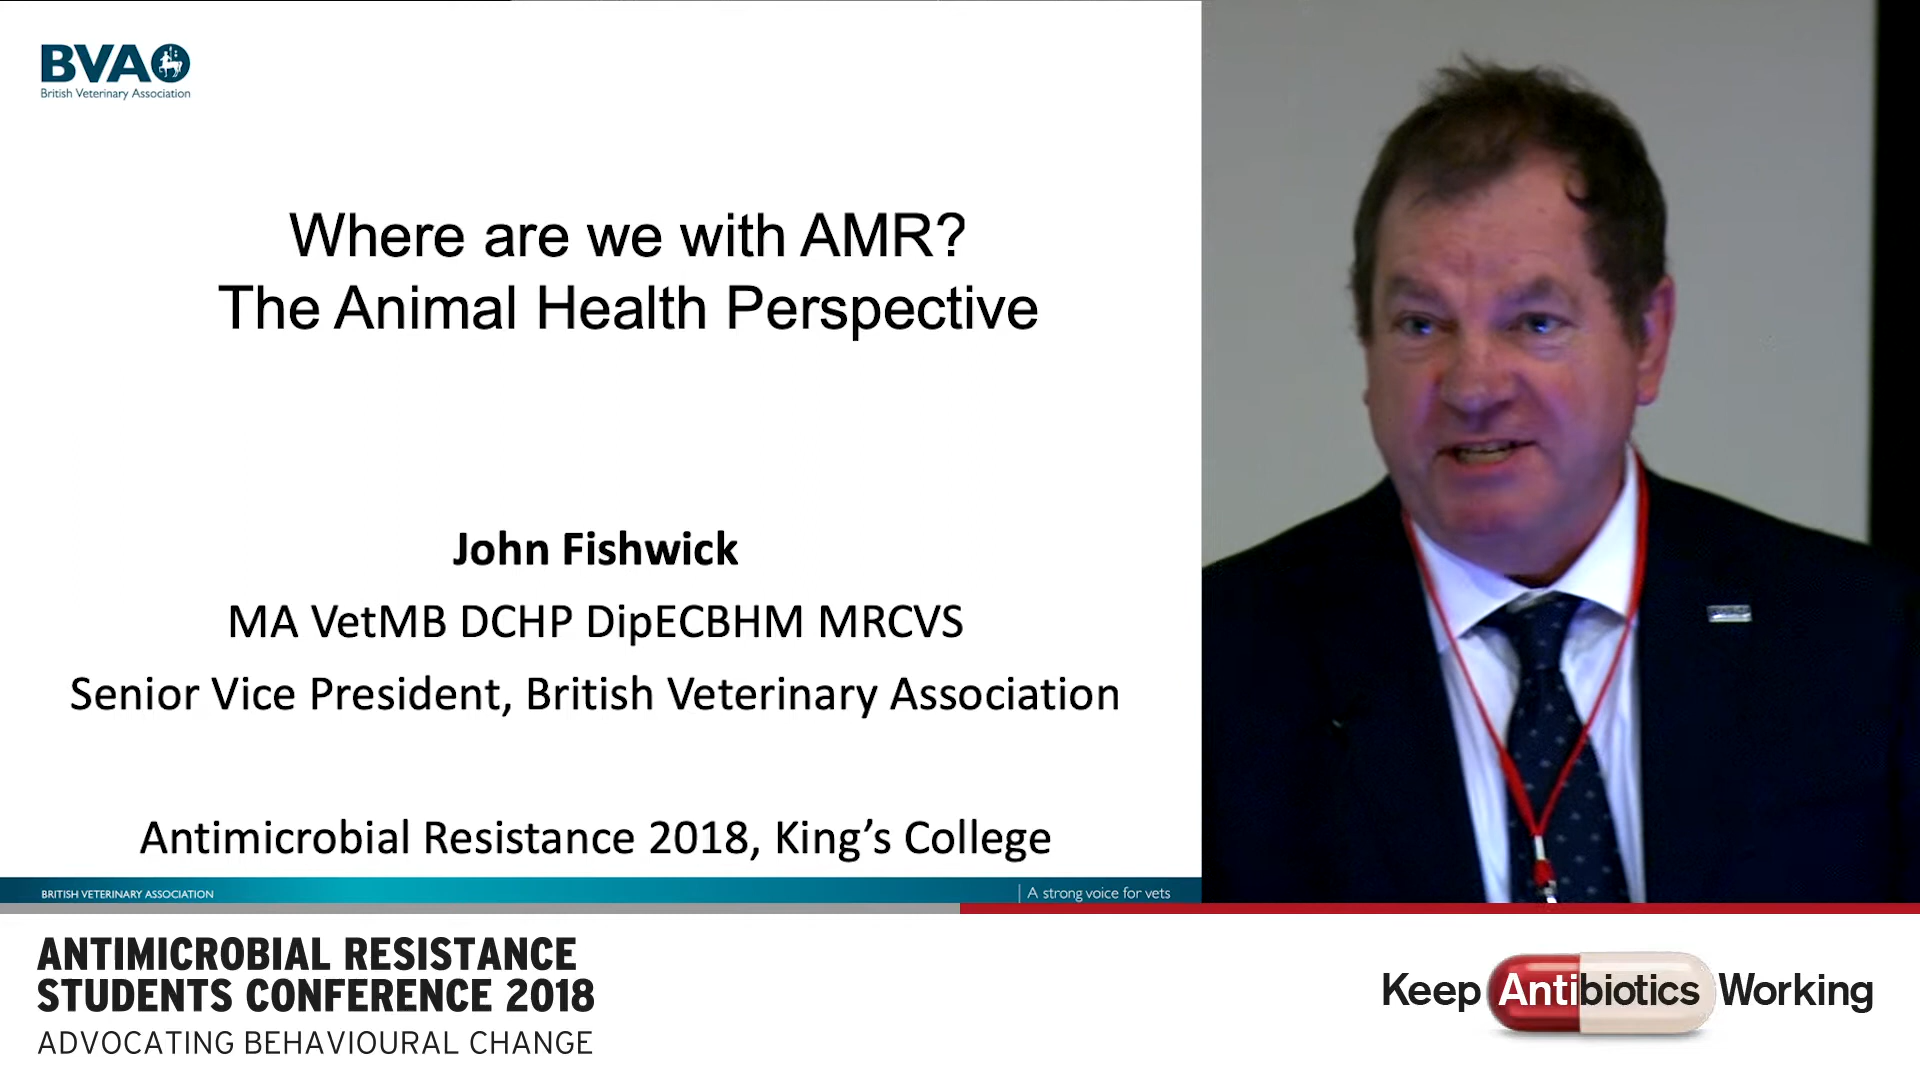 BVA
British Veterinary Association
Where are we with AMR?
The Animal Health Perspective
John Fishwick
MA VetMB DCHP DipECBHM MRCVS
Senior Vice President, British Veterinary Association
Antimicrobial Resistance 2018, King’s College
BRITISH VETERINARY ASSOCIATION
A strong voice for vets
ANTIMICROBIAL RESISTANCE
STUDENTS CONFERENCE 2018
ADVOCATING BEHAVIOURAL CHANGE
Keep Antibiotics Working